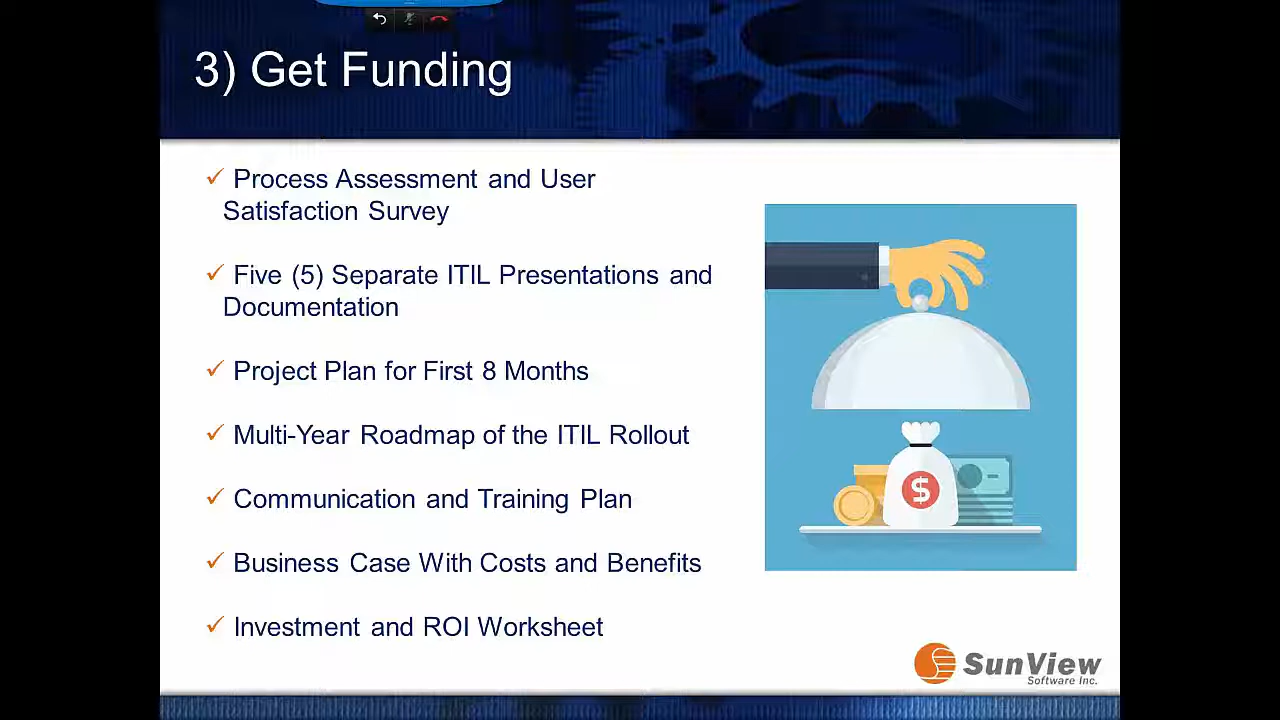 3) Get Funding
✓ Process Assessment and User
Satisfaction Survey
✓ Five (5) Separate ITIL Presentations and
Documentation
✓ Project Plan for First 8 Months
✓ Multi-Year Roadmap of the ITIL Rollout
✓ Communication and Training Plan
✓ Business Case With Costs and Benefits
✓ Investment and ROI Worksheet
$
SunView
Software Inc.